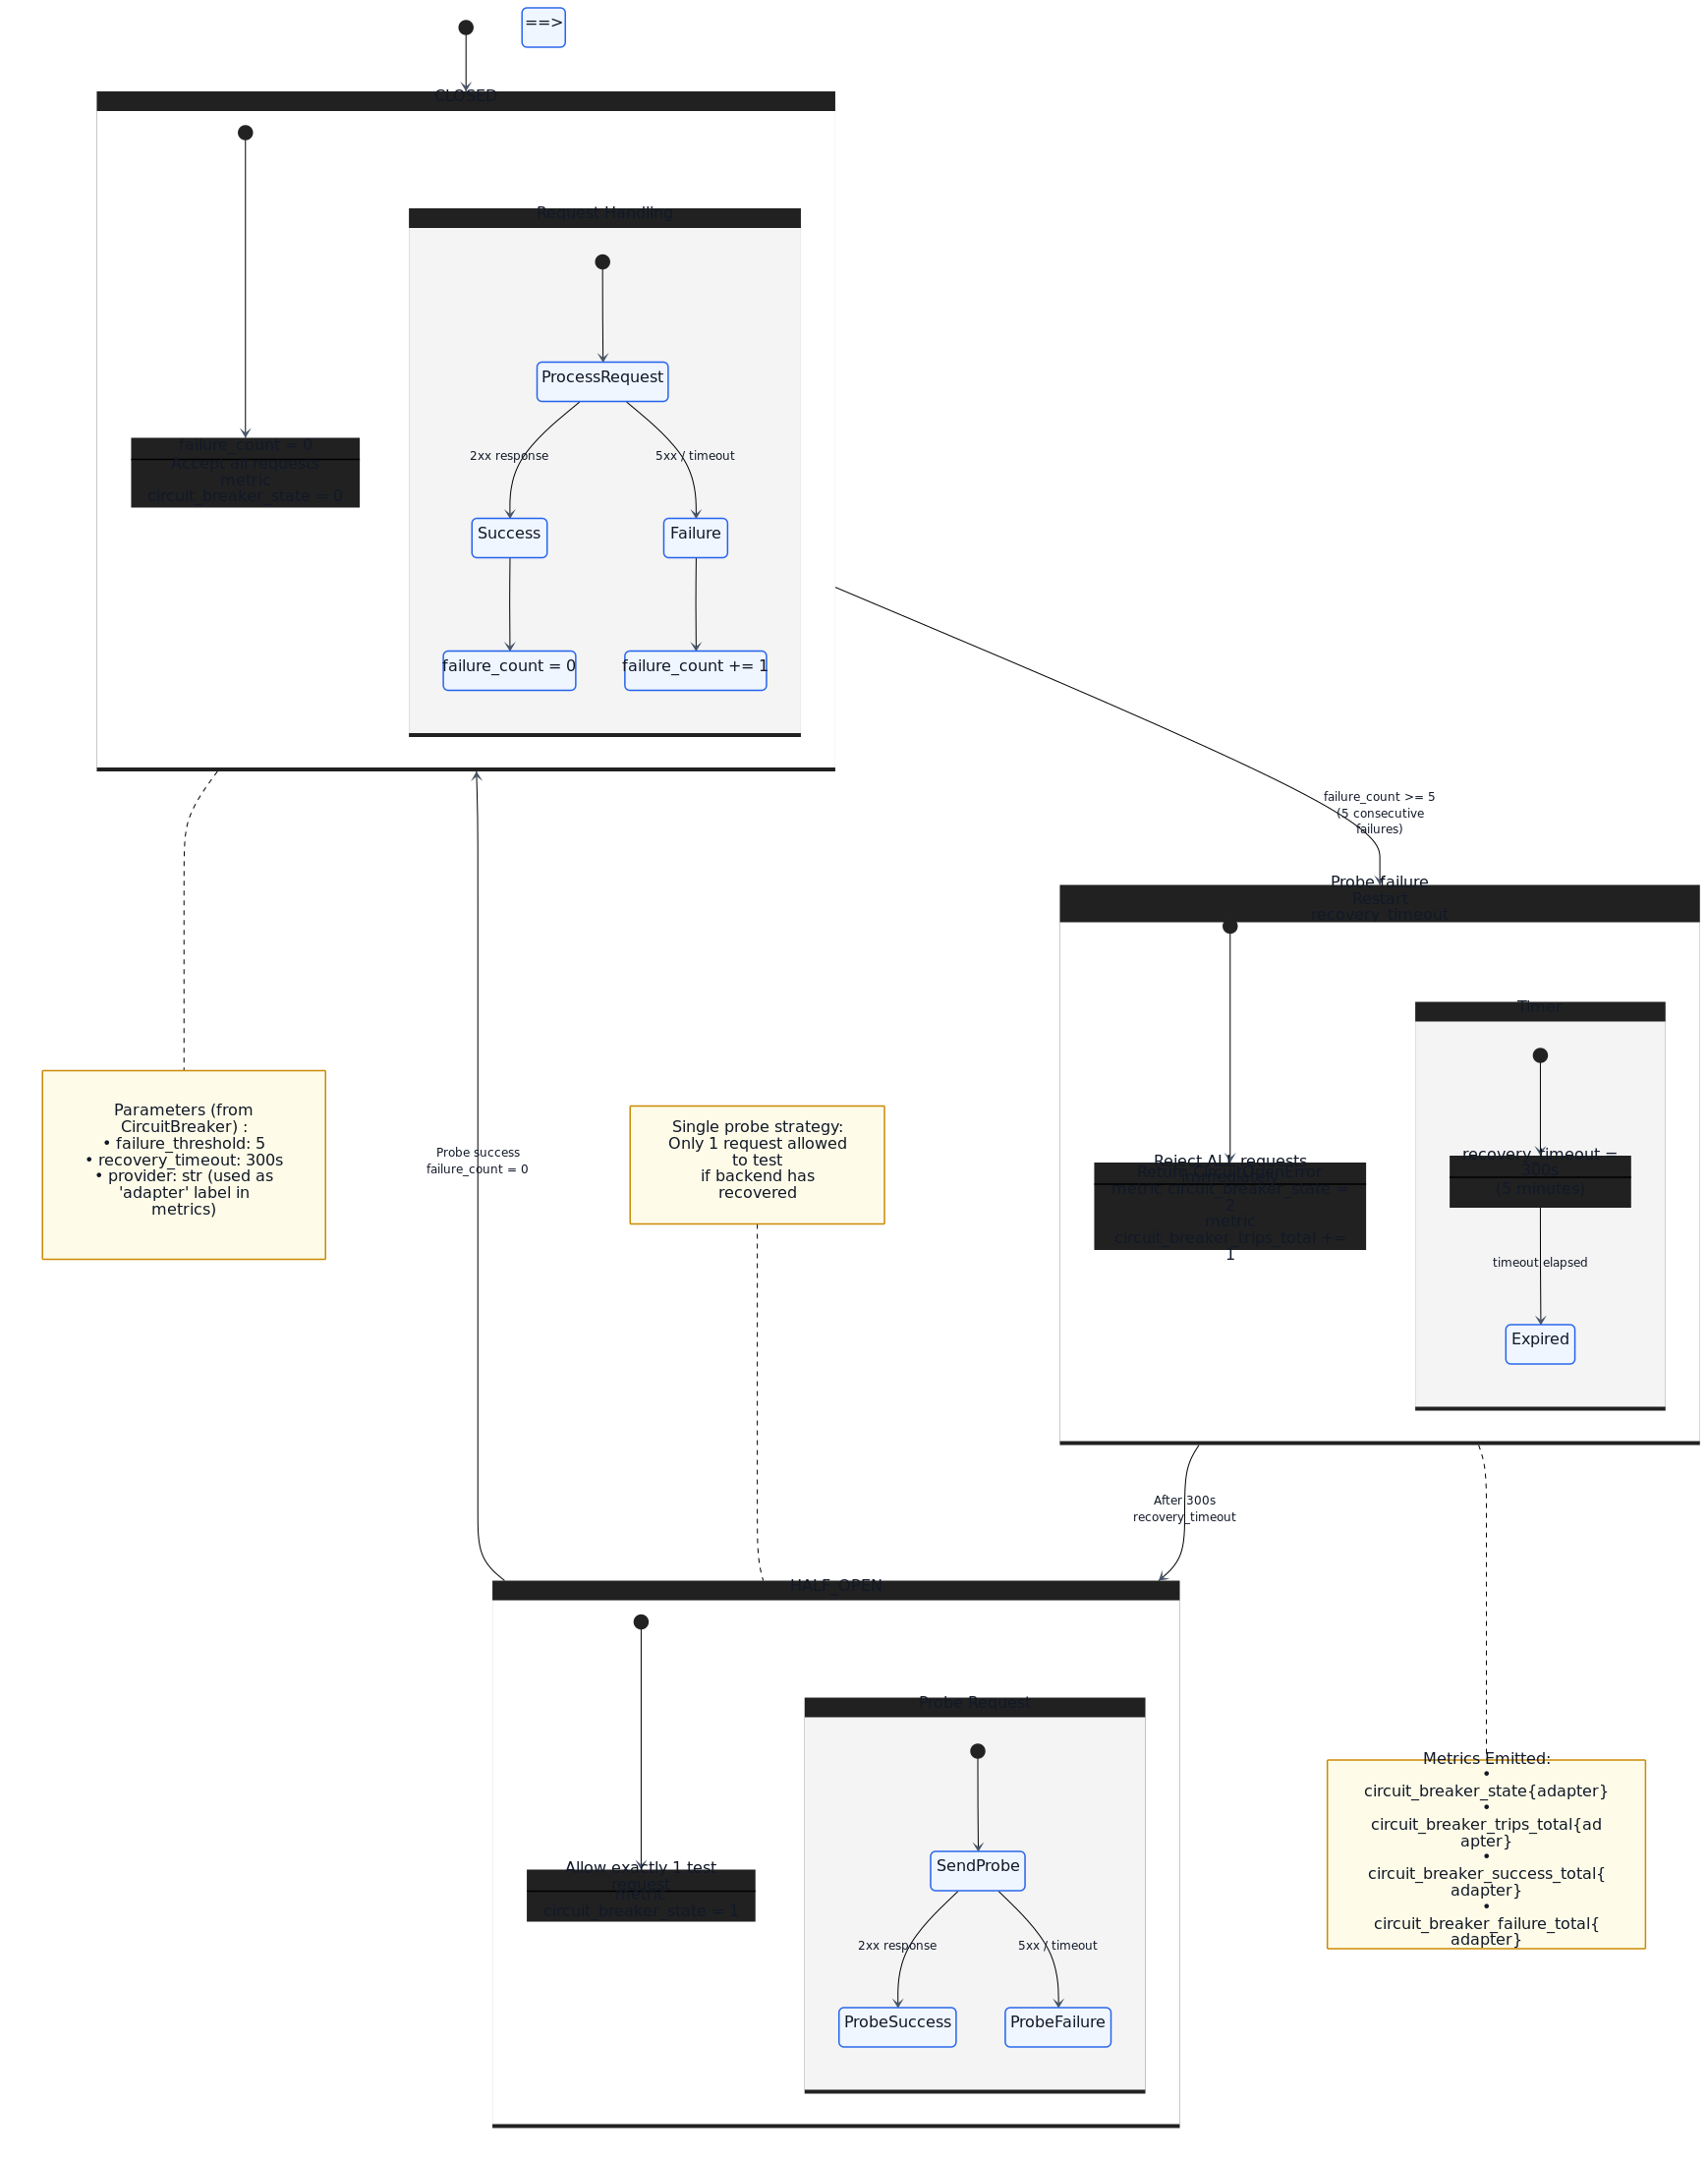 ==>
CLOSED
Request Handling
ProcessRequest
failure_count = 0
Accept all requests
metric
circuit_breaker_state = 0
2xx response
5xx / timeout
Success
Failure
failure_count = 0
failure_count += 1
failure_count >= 5
(5 consecutive
failures)
Probe failure
Restart
recovery_timeout
Timer
Parameters (from
CircuitBreaker) :
• failure_threshold: 5
• recovery_timeout: 300s
• provider: str (used as
'adapter' label in
metrics)
Probe success
failure_count = 0
Single probe strategy:
Only 1 request allowed
to test
if backend has
recovered
Reject ALL requests
immediately
Return CircuitOpenError
metric circuit_breaker_state =
2
metric
circuit_breaker_trips_total +=
1
recovery_timeout =
300s
(5 minutes)
timeout elapsed
Expired
After 300s
recovery_timeout
HALF_OPEN
Probe Request
Allow exactly 1 test
request
metric
circuit_breaker_state = 1
SendProbe
2xx response
5xx / timeout
ProbeSuccess
ProbeFailure
Metrics Emitted:
•
circuit_breaker_state{adapter}
•
circuit_breaker_trips_total{ad
apter}
•
circuit_breaker_success_total{
adapter}
•
circuit_breaker_failure_total{
adapter}